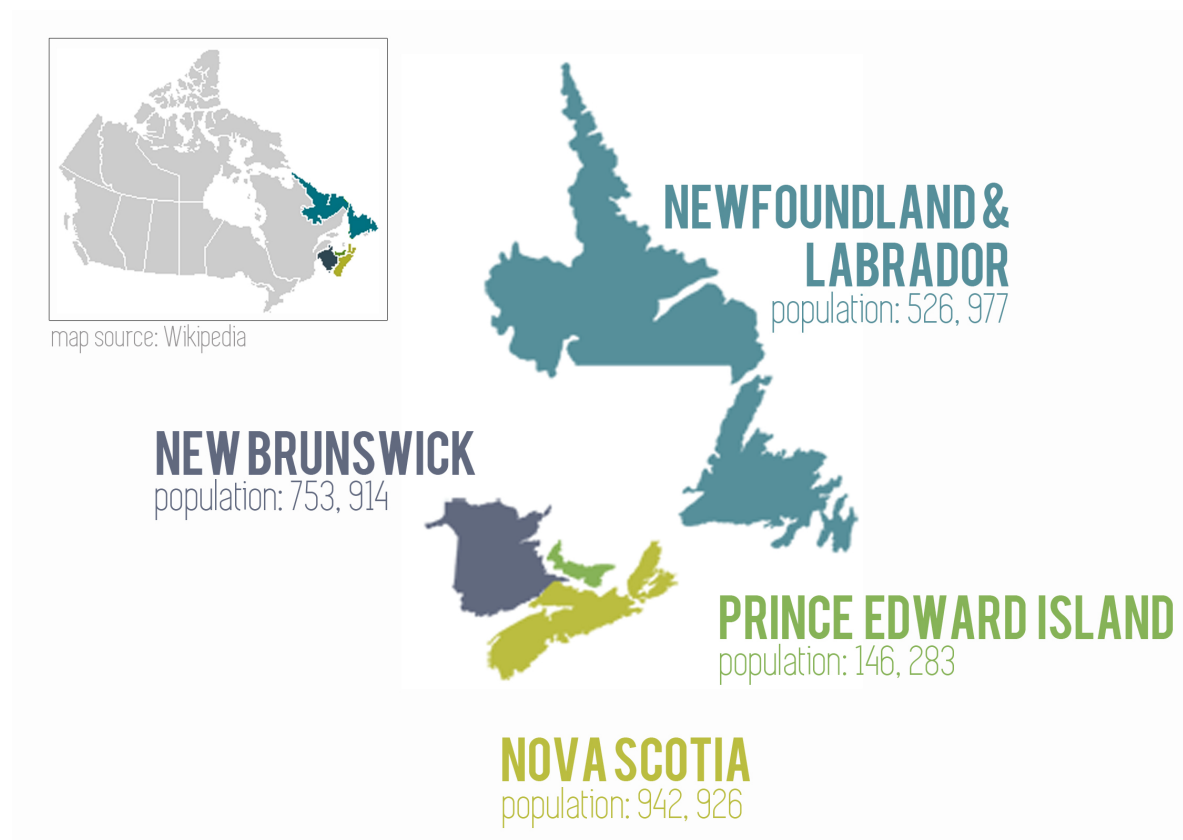 NEWFOUNDLAND &
LABRADOR
population: 526, 977
map source: Wikipedia
NEW BRUNSWICK
population: 753, 914
PRINCE EDWARD ISLAND
population: 146, 283
NOVA SCOTIA
population: 942, 926